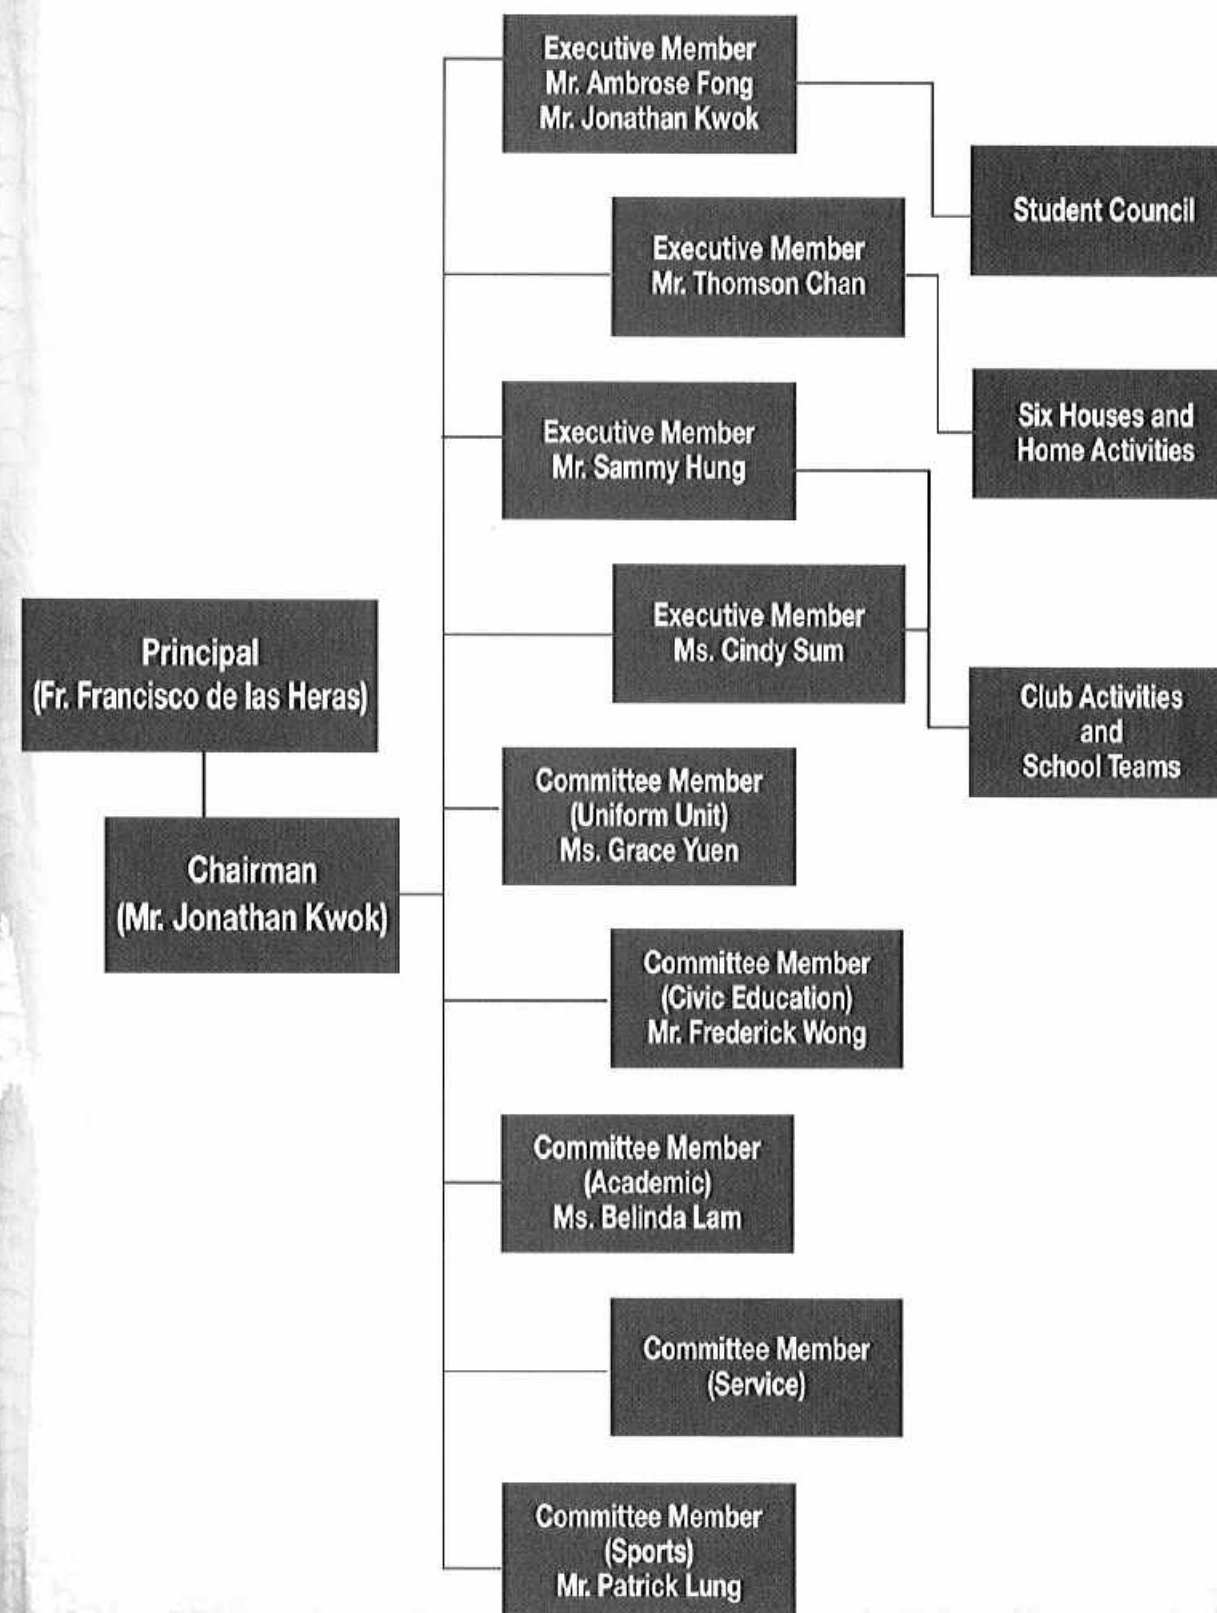 Executive Member
Mr. Ambrose Fong
Mr. Jonathan Kwok
Student Council
Executive Member
Mr. Thomson Chan
Six Houses and
Home Activities
Executive Member
Mr. Sammy Hung
Executive Member
Ms. Cindy Sum
Club Activities
and
School Teams
Principal
(Fr. Francisco de las Heras)
Chairman
(Mr. Jonathan Kwok)
Committee Member
(Uniform Unit)
Ms. Grace Yuen
Committee Member
(Civic Education)
Mr. Frederick Wong
Committee Member
(Academic)
Ms. Belinda Lam
Committee Member
(Service)
Committee Member
(Sports)
Mr. Patrick Lung